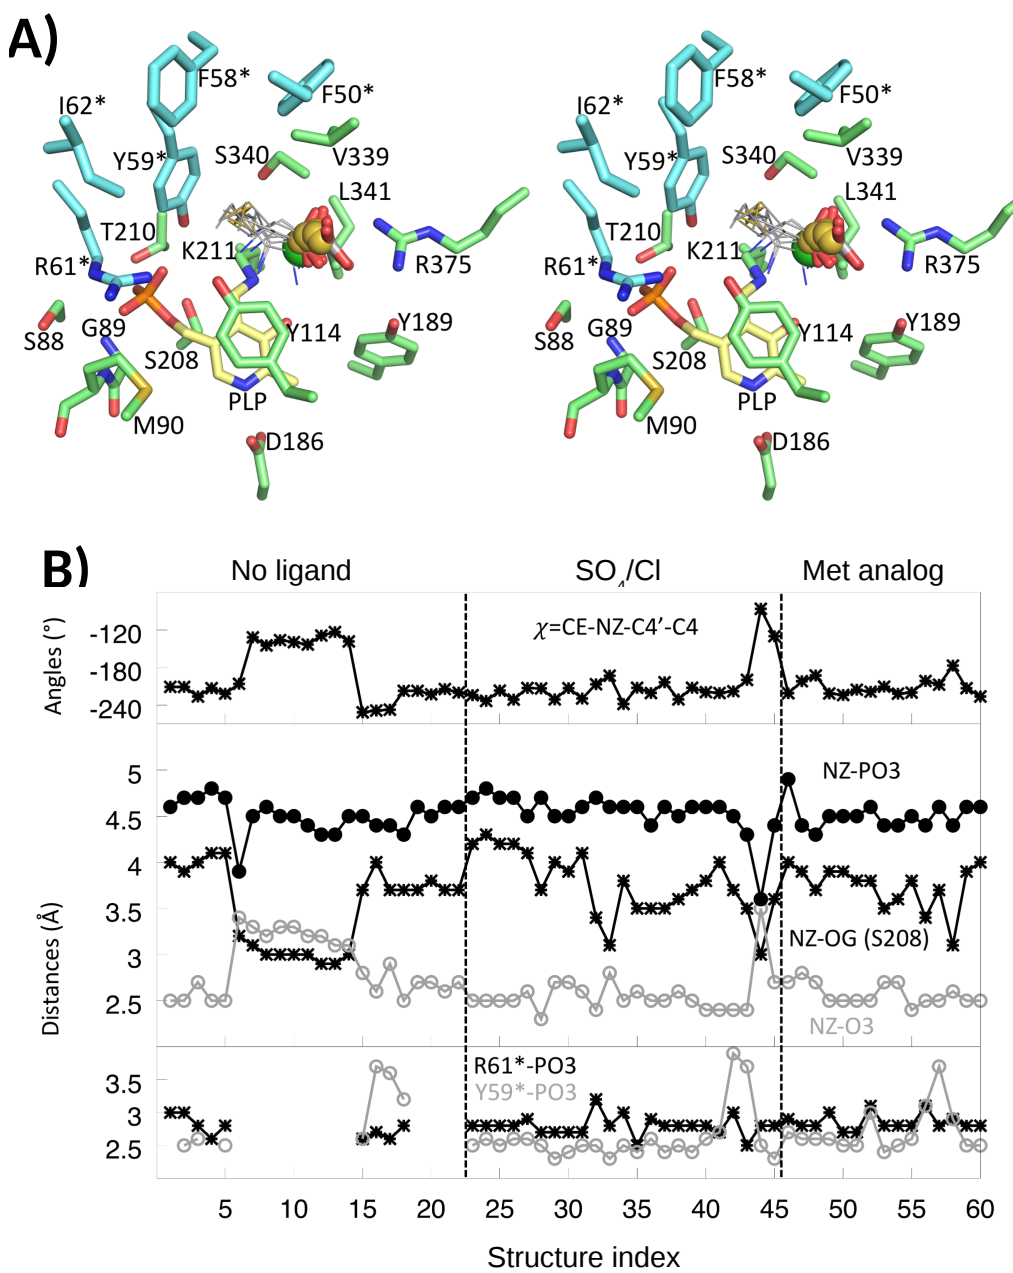 A)
F58*
F50*
I62*
Y59*
S340
V339
L341
T210
K211
R375
R61*
S88
G89
S208
Y114
Y189
PLP
M90
D186
F58*
F50*
I62*
Y59*
S340
V339
L341
T210
K211
R375
R61*
S88
G89
S208
Y114
Y189
PLP
M90
D186
B)
No ligand
SO4/Cl
Met analog
χ=CE-NZ-C4’-C4
Angles (°)
-120
-180
-240
NZ-PO3
NZ-OG (S208)
NZ-O3
Distances (Å)
5
4.5
4
3.5
3
2.5
R61*-PO3
Y59*-PO3
3.5
3
2.5
5 10 15 20 25 30 35 40 45 50 55 60
Structure index